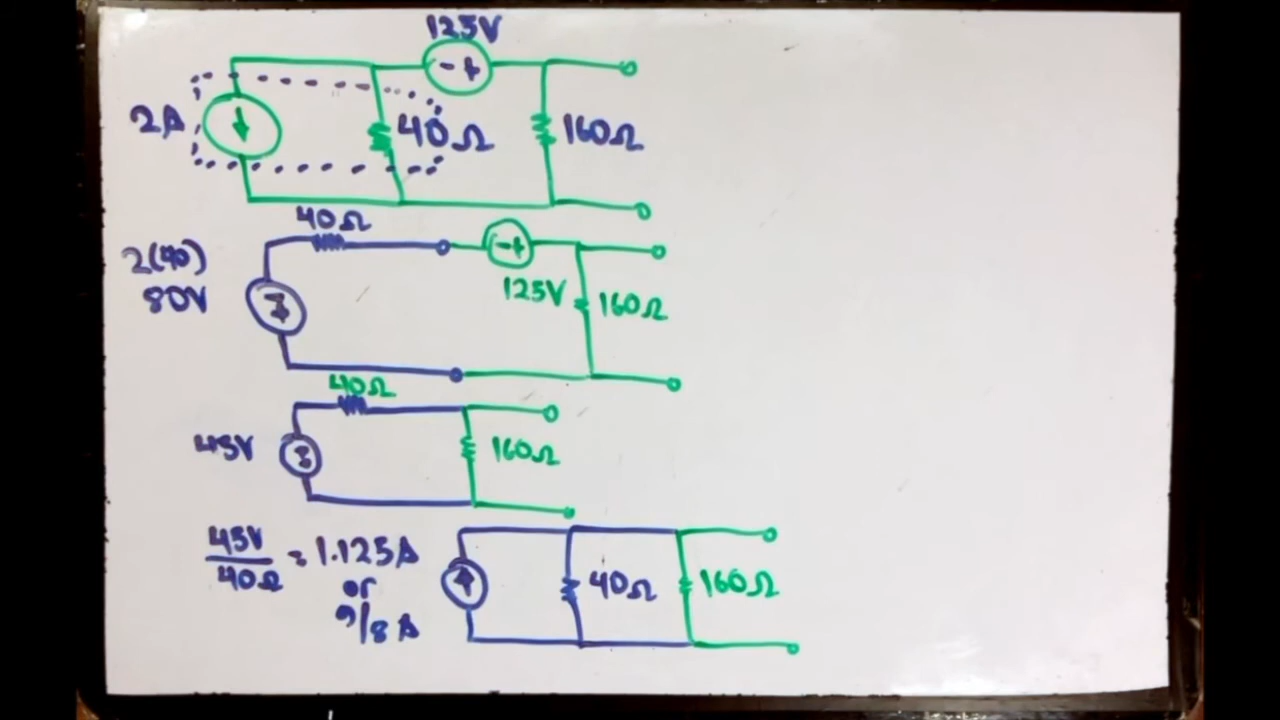 125V
- +
2A
40Ω
160Ω
40Ω
2(40)
80V
- +
125V
160Ω
40Ω
45V
160Ω
45V
40Ω
= 1.125A
or
9/8 A
40Ω
160Ω